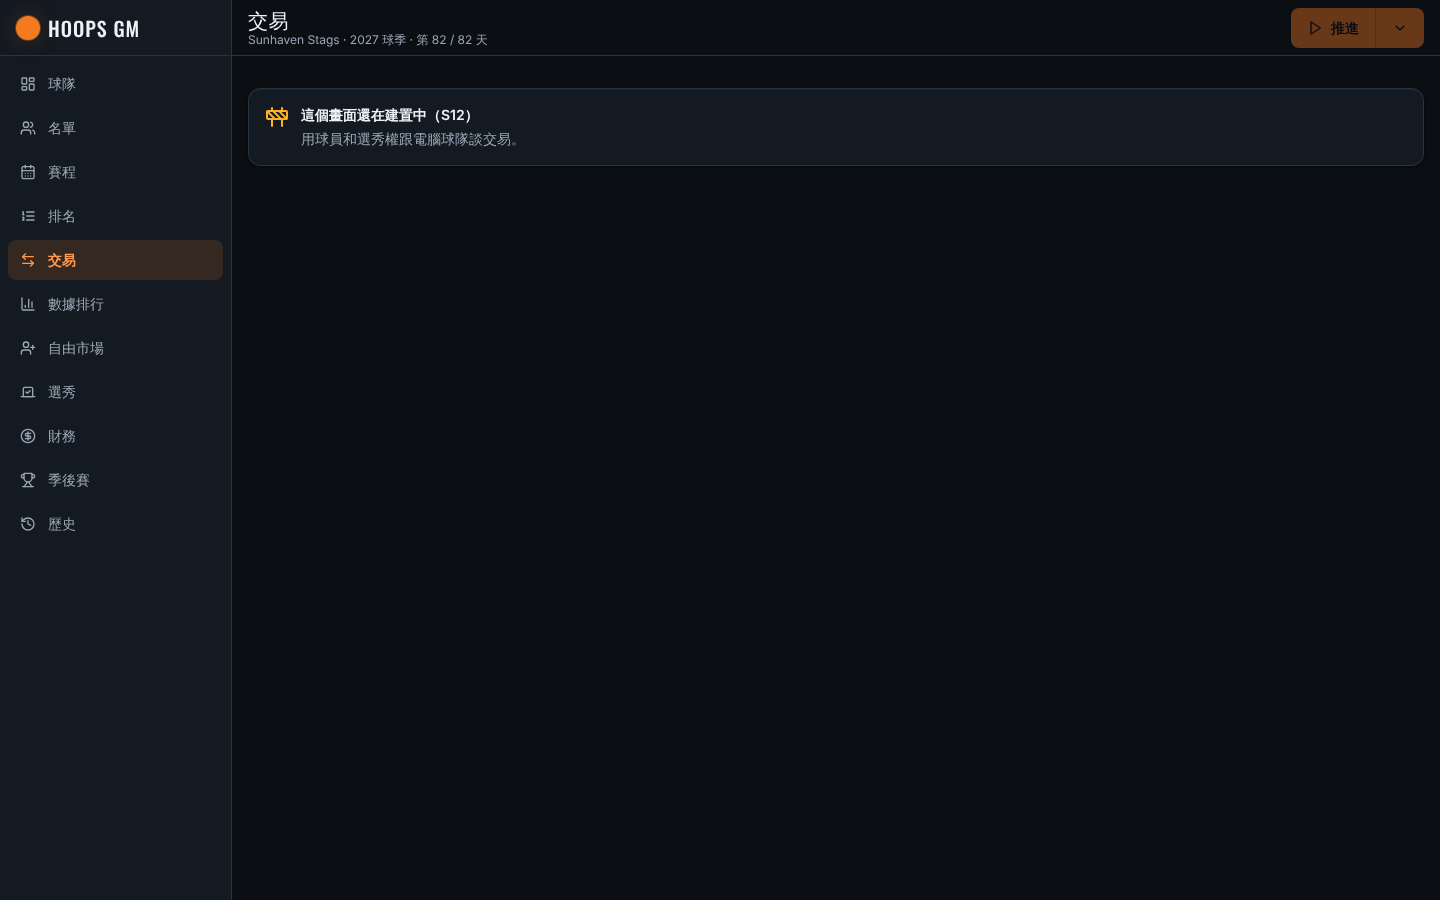 HOOPS GM
球隊
名單
賽程
排名
交易
數據排行
自由市場
選秀
財務
季後賽
歷史
交易
Sunhaven Stags · 2027 球季 · 第 82 / 82 天
推進
這個畫面還在建置中（S12）
用球員和選秀權跟電腦球隊談交易。